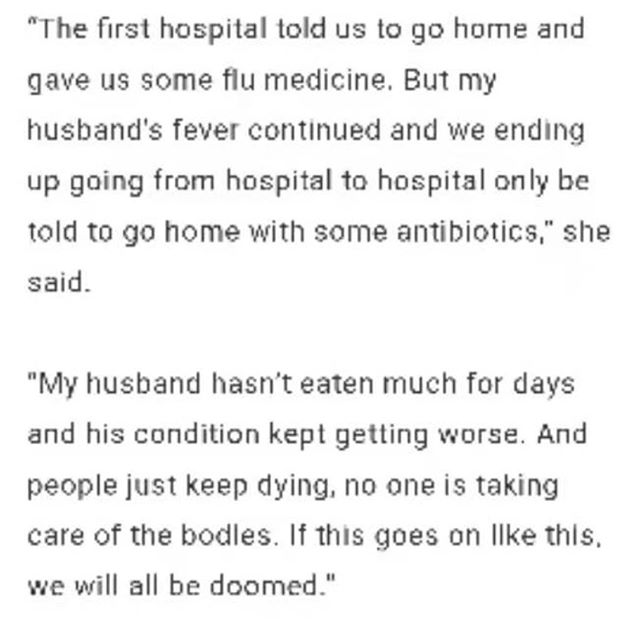 "The first hospital told us to go home and
gave us some flu medicine. But my
husband's fever continued and we ending
up going from hospital to hospital only be
told to go home with some antibiotics," she
said.
"My husband hasn't eaten much for days
and his condition kept getting worse. And
people just keep dying, no one is taking
care of the bodies. If this goes on like this,
we will all be doomed."